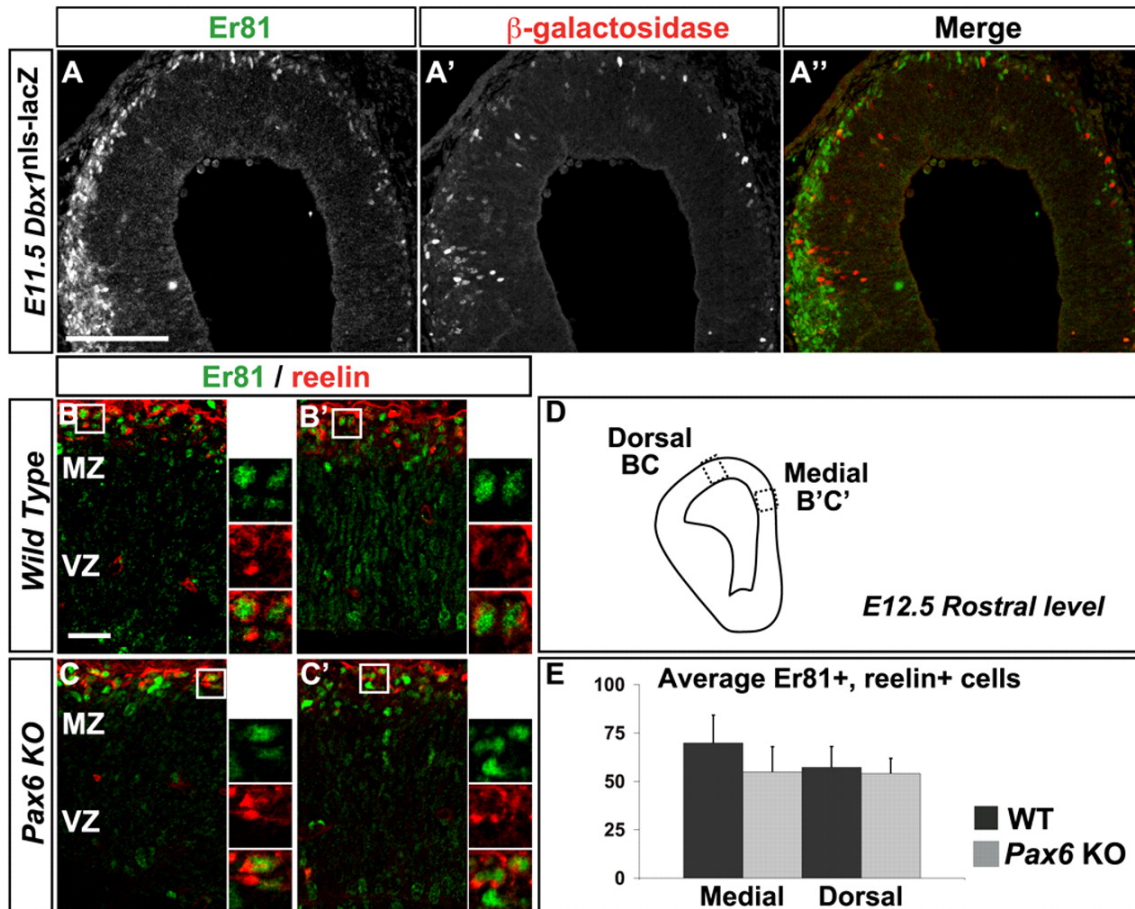 Er81
β-galactosidase
Merge
E11.5 Dbx1nls-lacZ
A
A'
A''
Er81 / reelin
Wild Type
B
MZ
VZ
B'
Pax6 KO
C
MZ
VZ
C'
D
Dorsal
BC
Medial
B'C'
E12.5 Rostral level
E
Average Er81+, reelin+ cells
100
75
50
25
0
Medial
Dorsal
WT
Pax6 KO